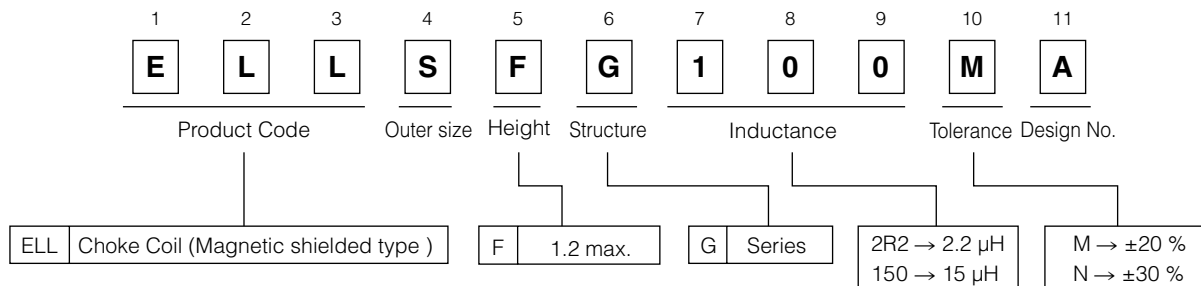 1 2 3 4 5 6 7 8 9 10 11
E L L S F G 1 0 0 M A
Product Code Outer size Height Structure Inductance Tolerance Design No.
ELL Choke Coil (Magnetic shielded type ) F 1.2 max. G Series 2R2 → 2.2 µH M → ±20 %
150 → 15 µH N → ±30 %